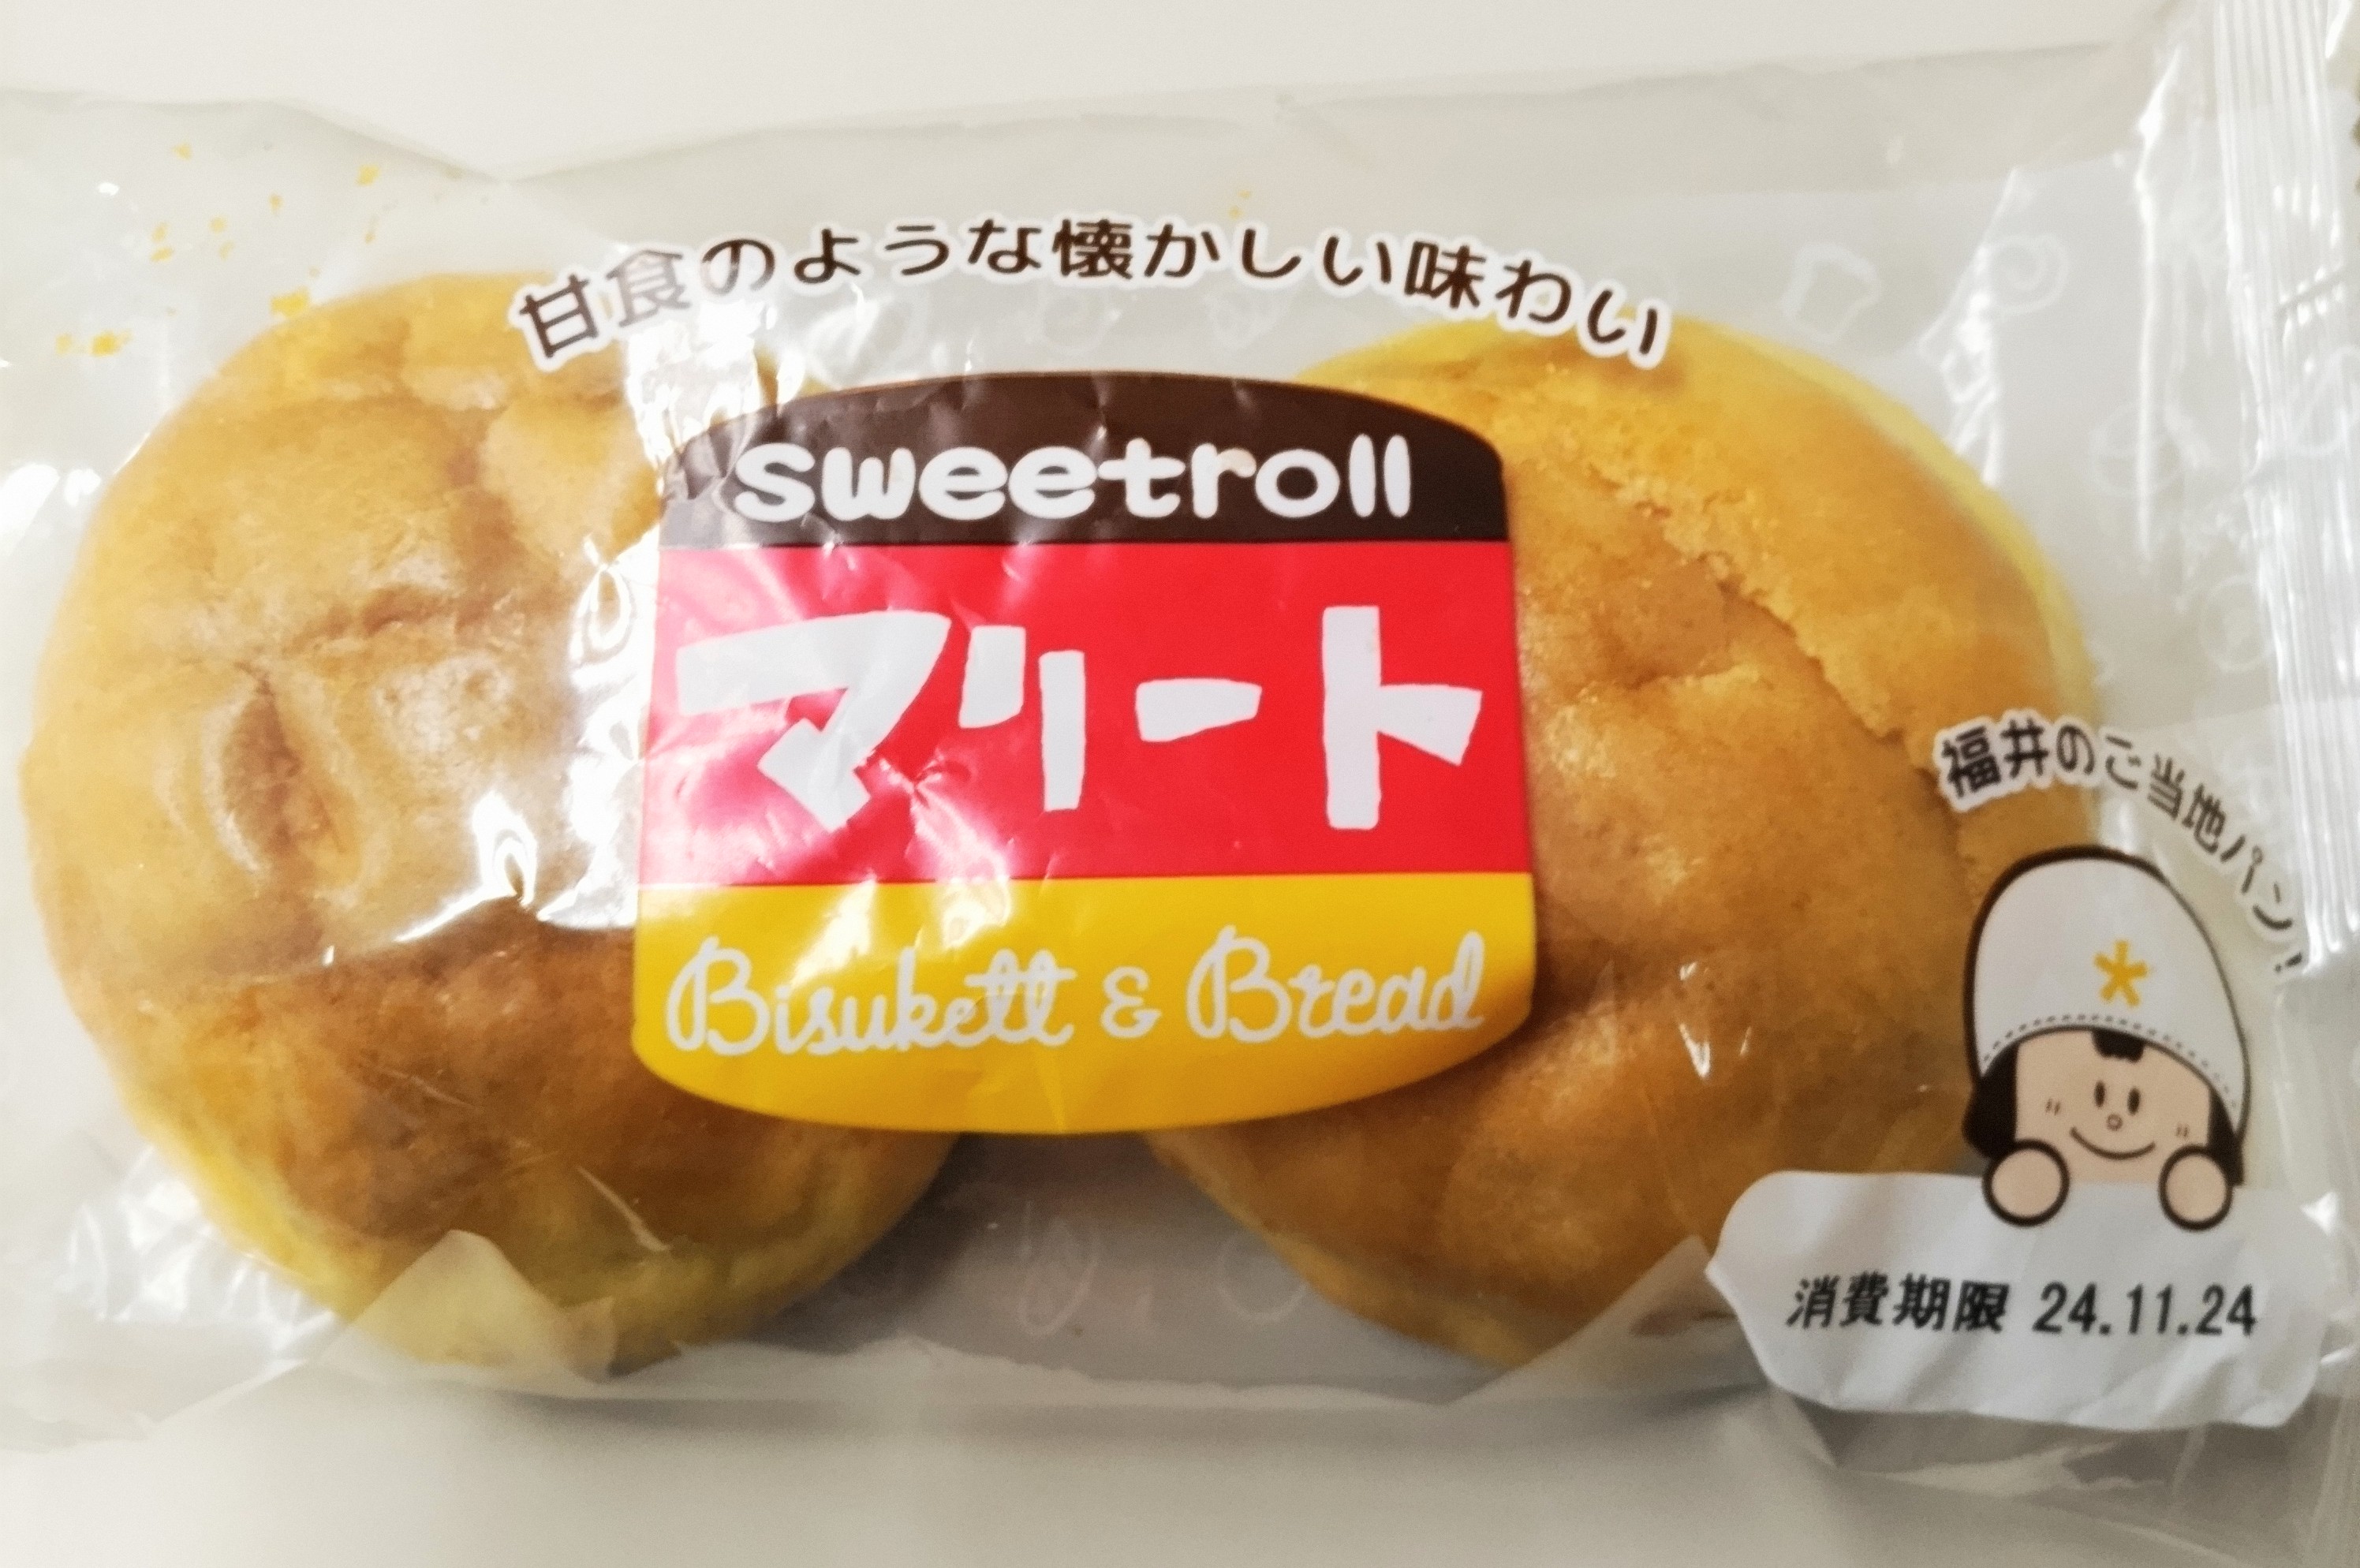 甘食のような懐かしい味わい
sweetroll
マリート
Bisukett & Bread
福井のご当地パン!
消費期限 24.11.24